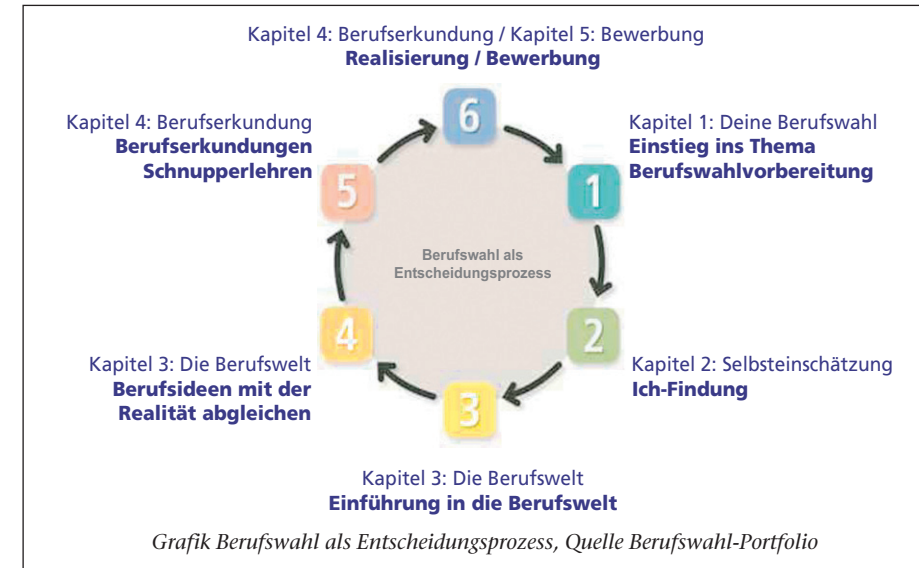 Kapitel 4: Berufserkundung / Kapitel 5: Bewerbung
Realisierung / Bewerbung
6
Kapitel 1: Deine Berufswahl
Einstieg ins Thema
Berufswahlvorbereitung
1
Kapitel 2: Selbsteinschätzung
Ich-Findung
2
Kapitel 3: Die Berufswelt
Einführung in die Berufswelt
3
Kapitel 3: Die Berufswelt
Berufsideen mit der
Realität abgleichen
4
Kapitel 4: Berufserkundung
Berufserkundungen
Schnupperlehren
5
Berufswahl als
Entscheidungsprozess
Grafik Berufswahl als Entscheidungsprozess, Quelle Berufswahl-Portfolio